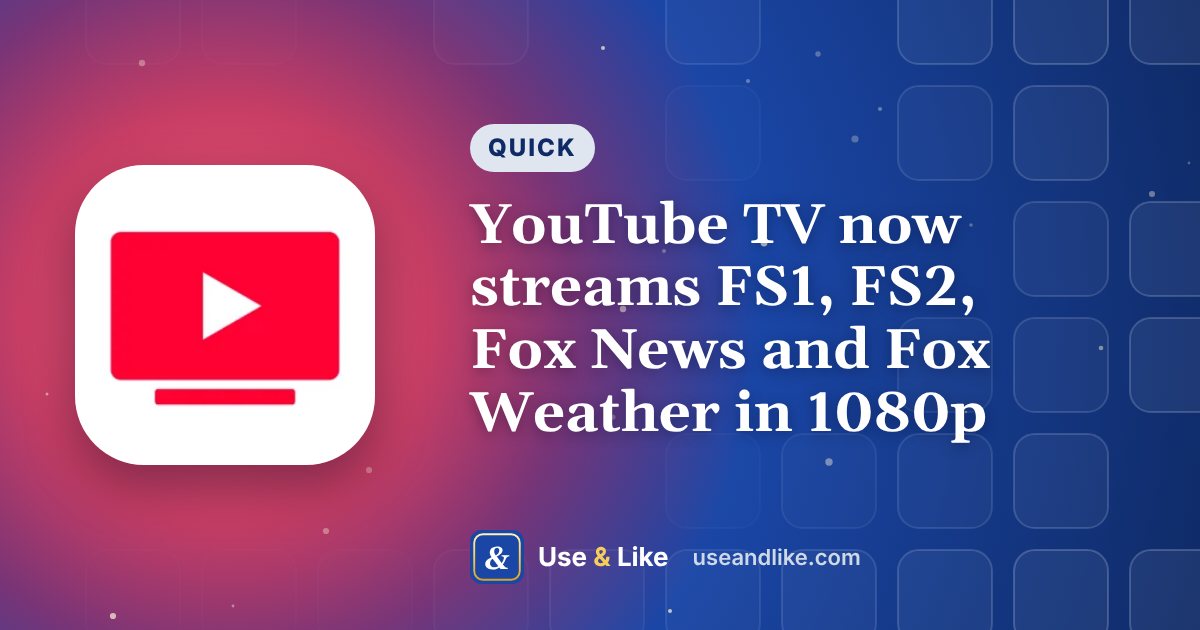 QUICK
YouTube TV now
streams FS1, FS2,
Fox News and Fox
Weather in 1080p
& Use & Like useandlike.com